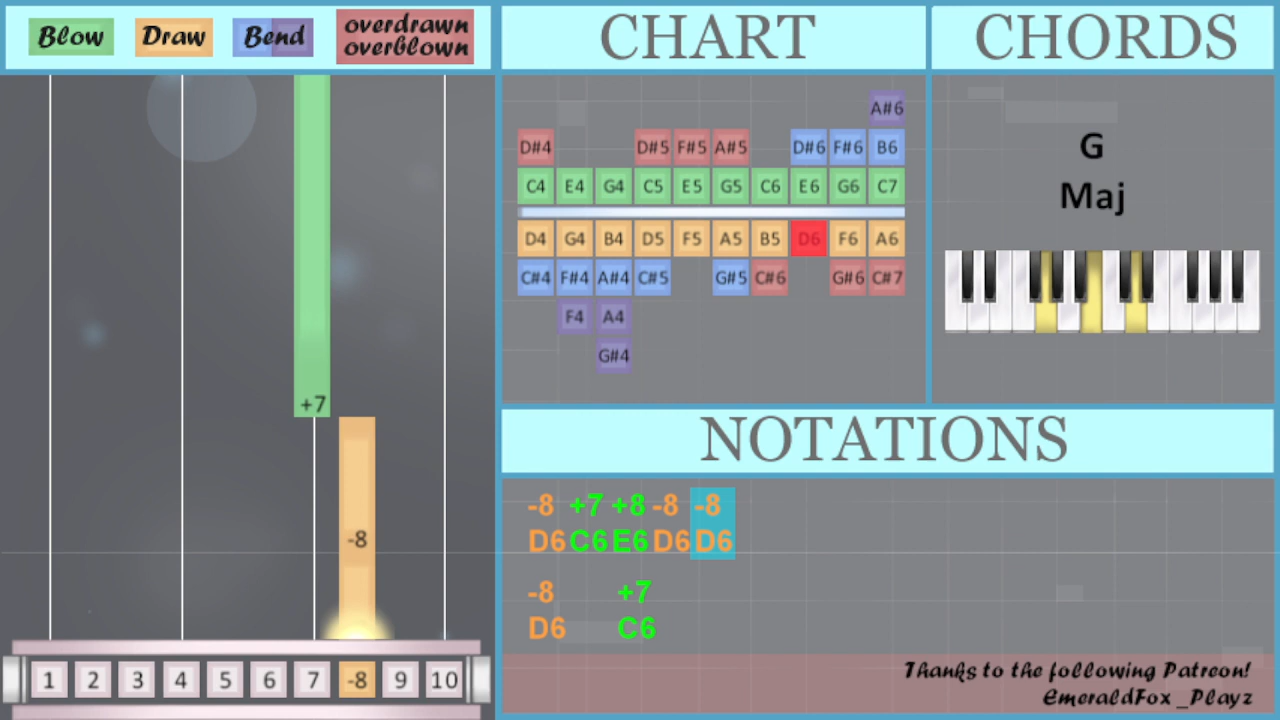 Blow Draw Bend overdrawn
overblown
CHART
CHORDS
A#6
D#4 D#5 F#5 A#5 D#6 F#6 B6
C4 E4 G4 C5 E5 G5 C6 E6 G6 C7
D4 G4 B4 D5 F5 A5 B5 D6 F6 A6
C#4 F#4 A#4 C#5 G#5 C#6 G#6 C#7
F4 A4
G#4
G
Maj
+7
-8
NOTATIONS
-8 +7 +8 -8 -8
D6 C6 E6 D6 D6
-8 +7
D6 C6
1 2 3 4 5 6 7 -8 9 10
Thanks to the following Patreon!
EmeraldFox_Playz